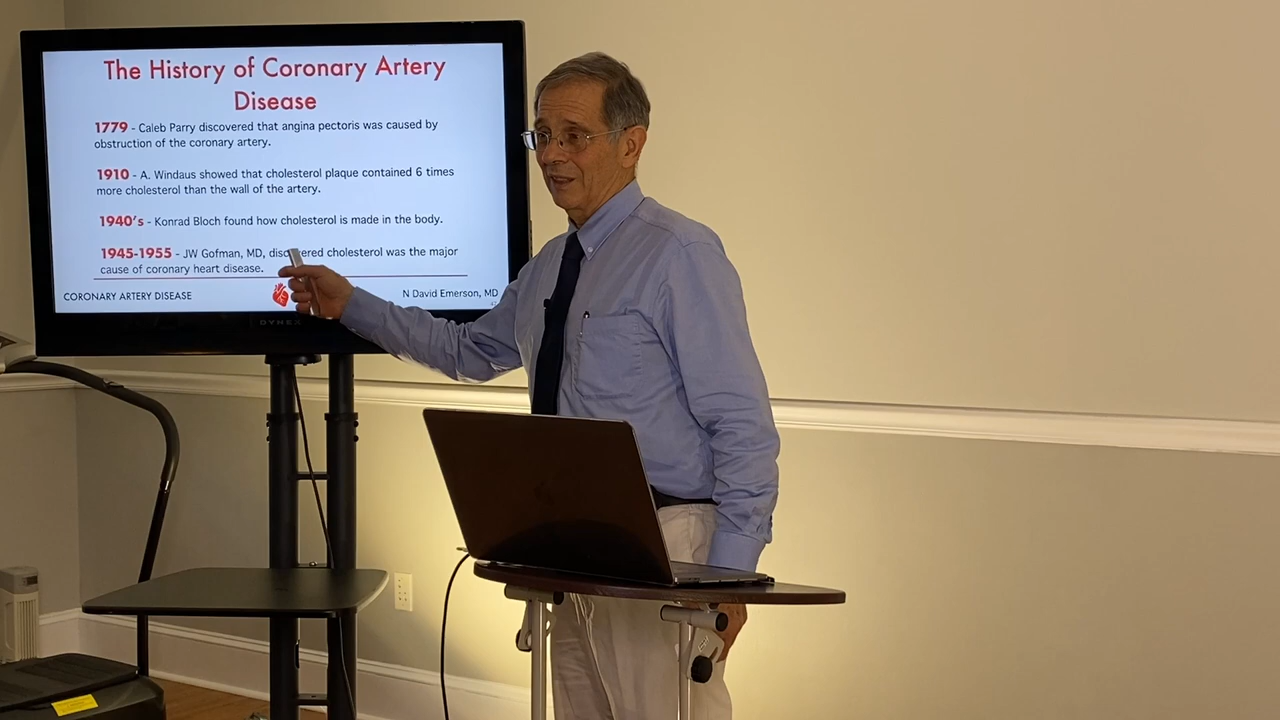 The History of Coronary Artery
Disease
1779 - Caleb Parry discovered that angina pectoris was caused by
obstruction of the coronary artery.
1910 - A. Windaus showed that cholesterol plaque contained 6 times
more cholesterol than the wall of the artery.
1940's - Konrad Bloch found how cholesterol is made in the body.
1945-1955 - JW Gofman, MD, discovered cholesterol was the major
cause of coronary heart disease.
CORONARY ARTERY DISEASE
N David Emerson, MD
DYNEX